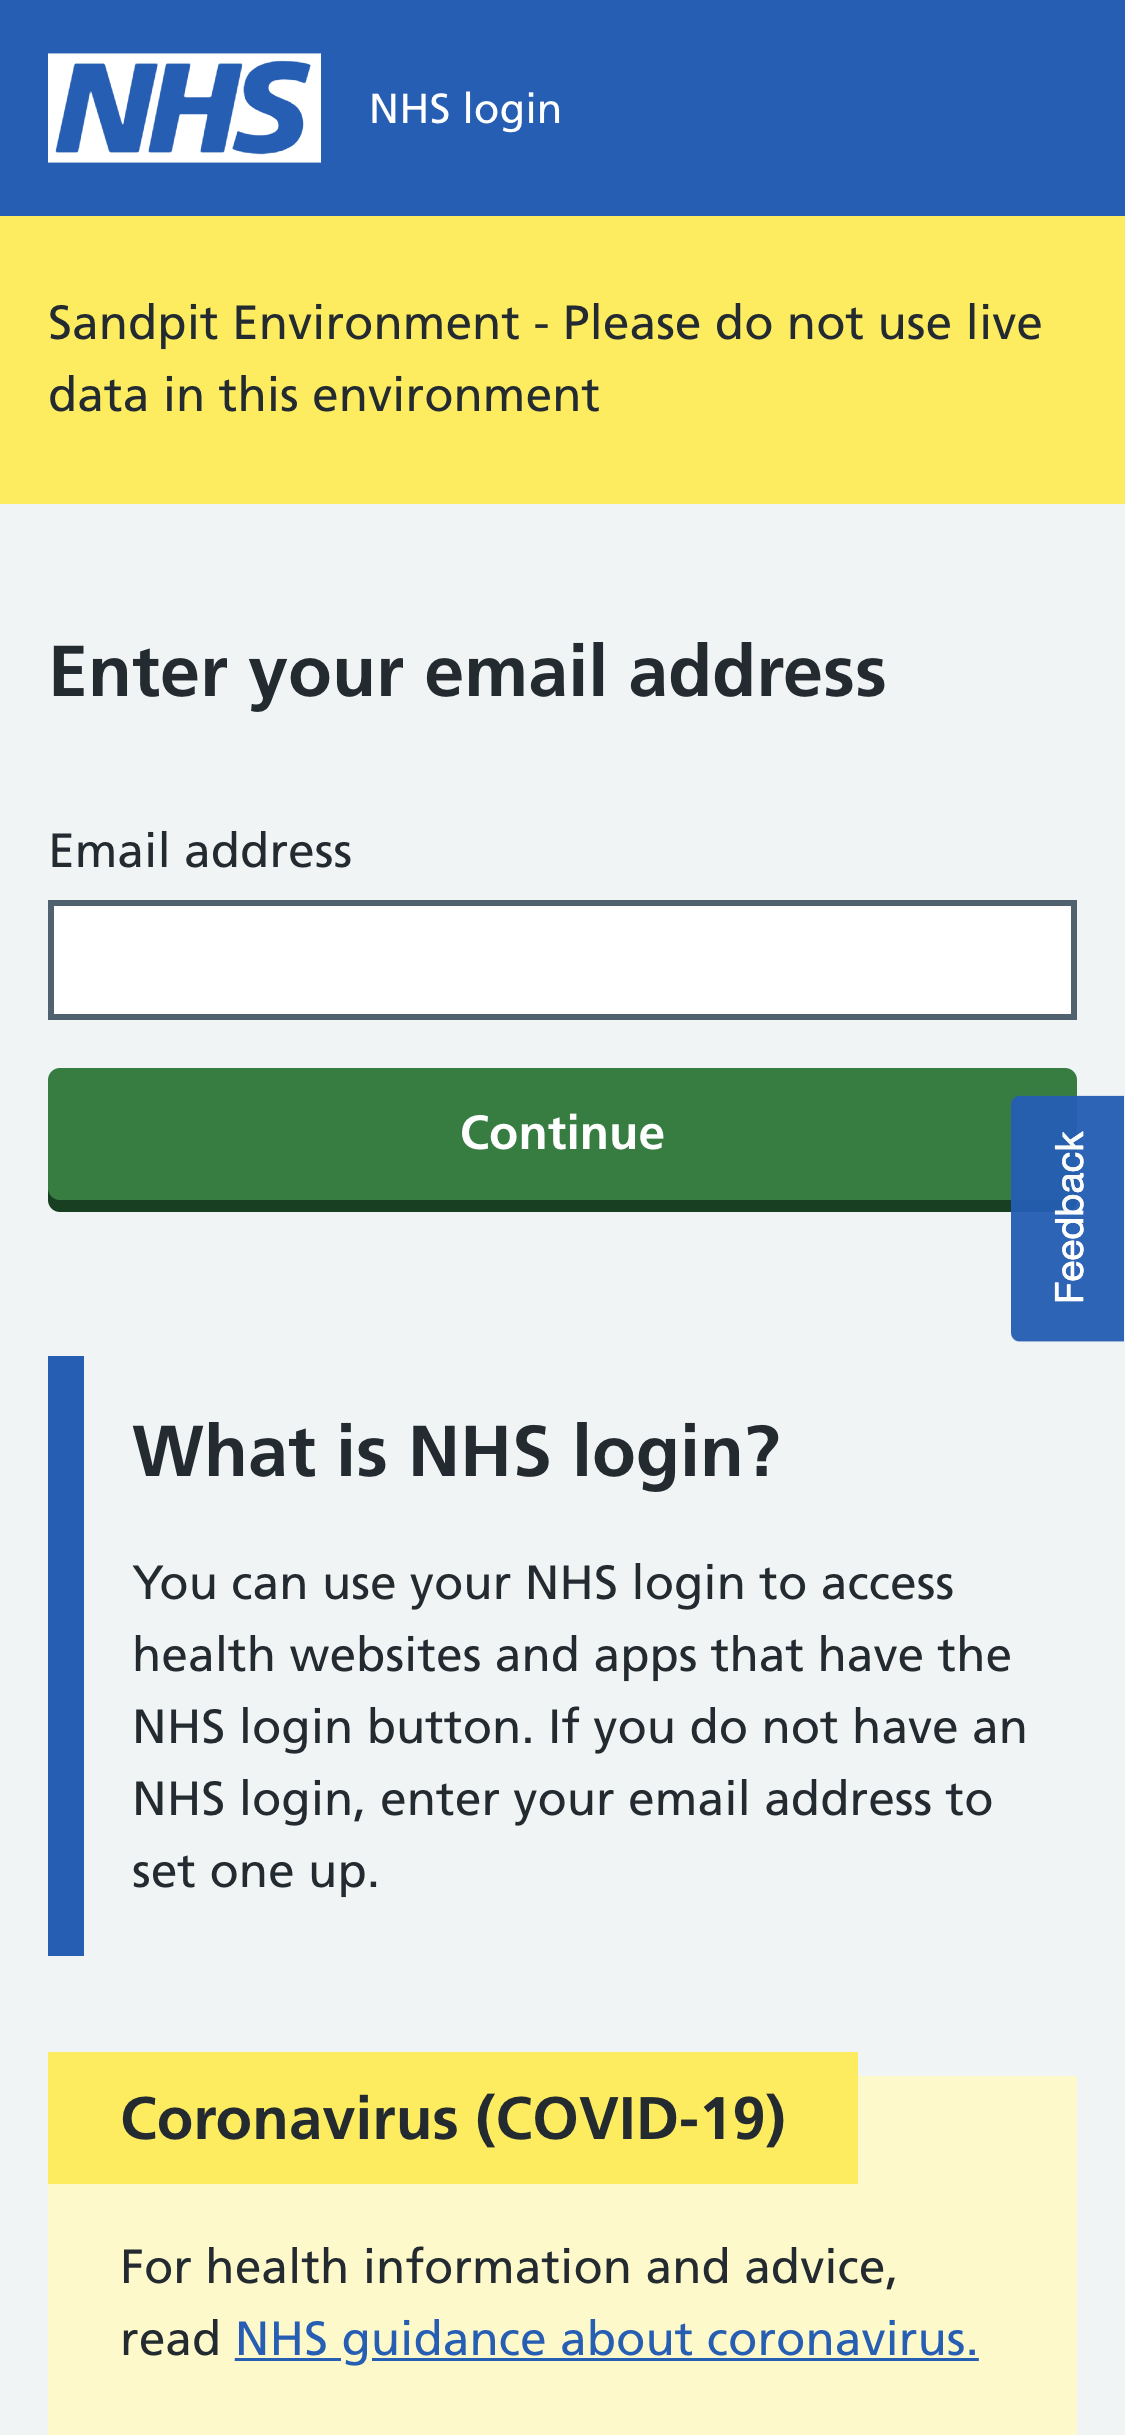 NHS
NHS login
Sandpit Environment - Please do not use live
data in this environment
Enter your email address
Email address
Continue
Feedback
What is NHS login?
You can use your NHS login to access
health websites and apps that have the
NHS login button. If you do not have an
NHS login, enter your email address to
set one up.
Coronavirus (COVID-19)
For health information and advice,
read NHS guidance about coronavirus.